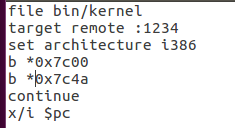 file bin/kernel
target remote :1234
set architecture i386
b *0x7c00
b *0x7c4a
continue
x/i $pc